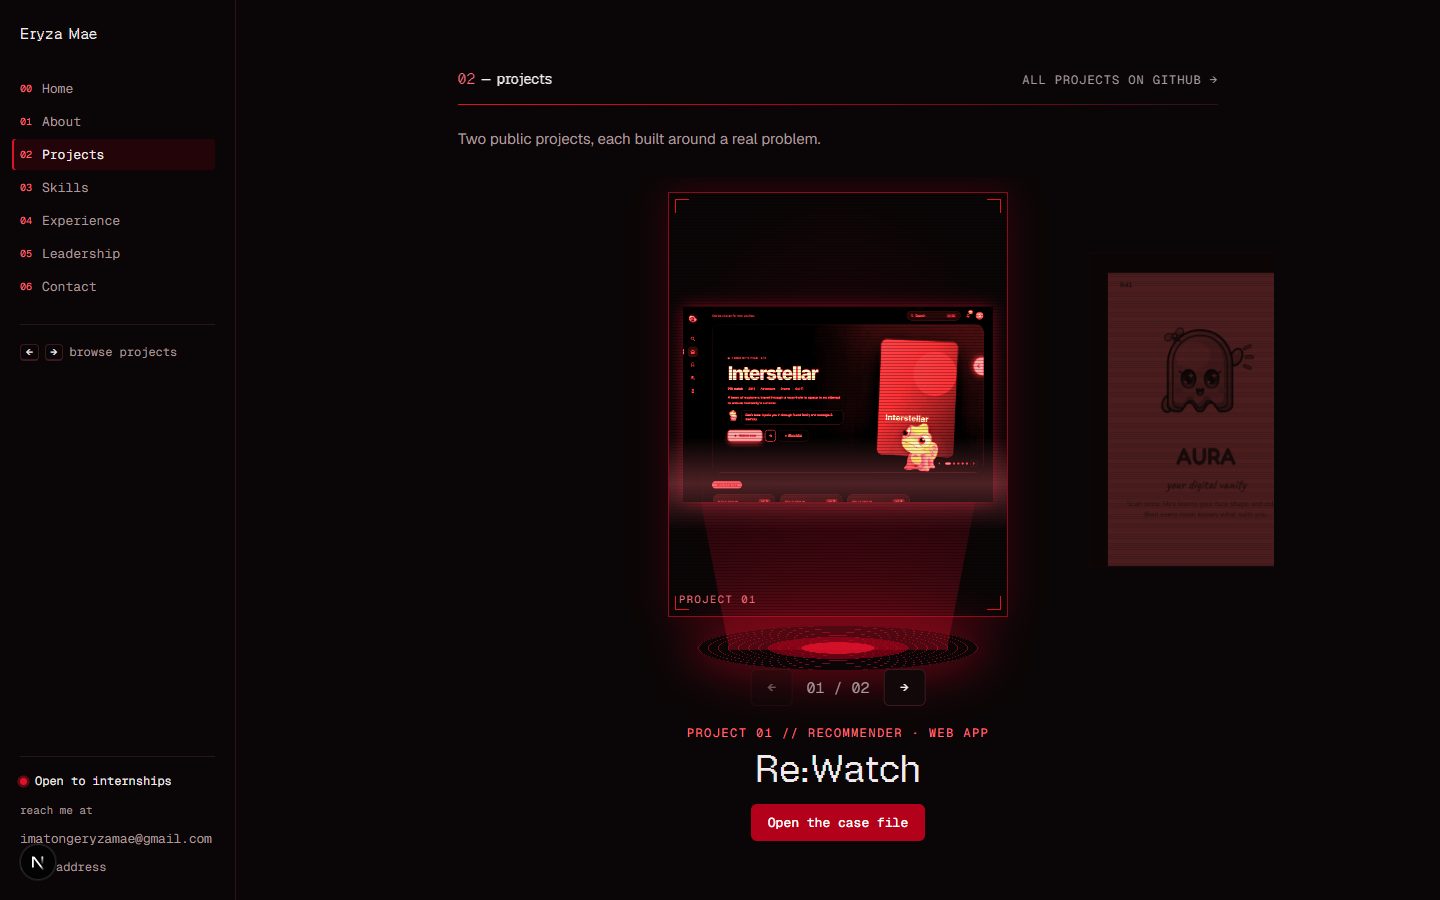 Eryza Mae
00 Home
01 About
02 Projects
03 Skills
04 Experience
05 Leadership
06 Contact
← → browse projects
Open to internships
reach me at
imatongeryzamae@gmail.com
N address
02 — projects
ALL PROJECTS ON GITHUB →
Two public projects, each built around a real problem.
Search
Interstellar
Interstellar
PROJECT 01
AURA
your digital vanity
← 01 / 02 →
PROJECT 01 // RECOMMENDER · WEB APP
Re:Watch
Open the case file